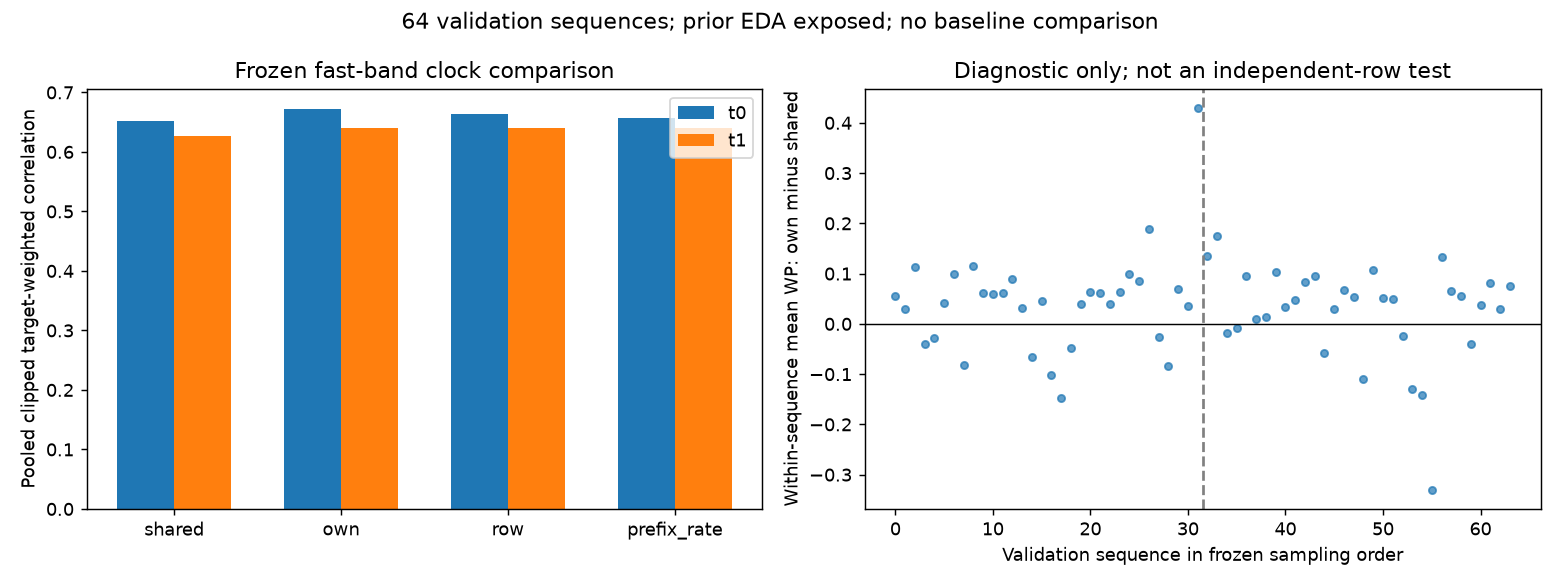 64 validation sequences; prior EDA exposed; no baseline comparison
Frozen fast-band clock comparison
Pooled clipped target-weighted correlation
0.7
0.6
0.5
0.4
0.3
0.2
0.1
0.0
t0
t1
shared
own
row
prefix_rate
Diagnostic only; not an independent-row test
Within-sequence mean WP: own minus shared
0.4
0.3
0.2
0.1
0.0
−0.1
−0.2
−0.3
0
10
20
30
40
50
60
Validation sequence in frozen sampling order